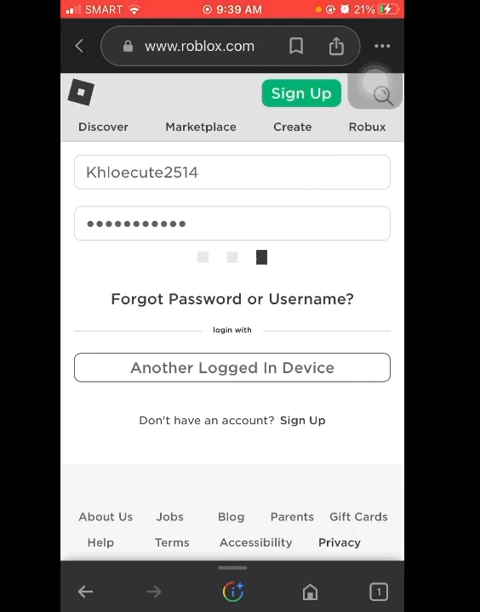 SMART 9:39 AM 21%
www.roblox.com
Sign Up
Discover Marketplace Create Robux
Khloecute2514
•••••••••••
Forgot Password or Username?
login with
Another Logged In Device
Don't have an account? Sign Up
About Us Jobs Blog Parents Gift Cards
Help Terms Accessibility Privacy
1